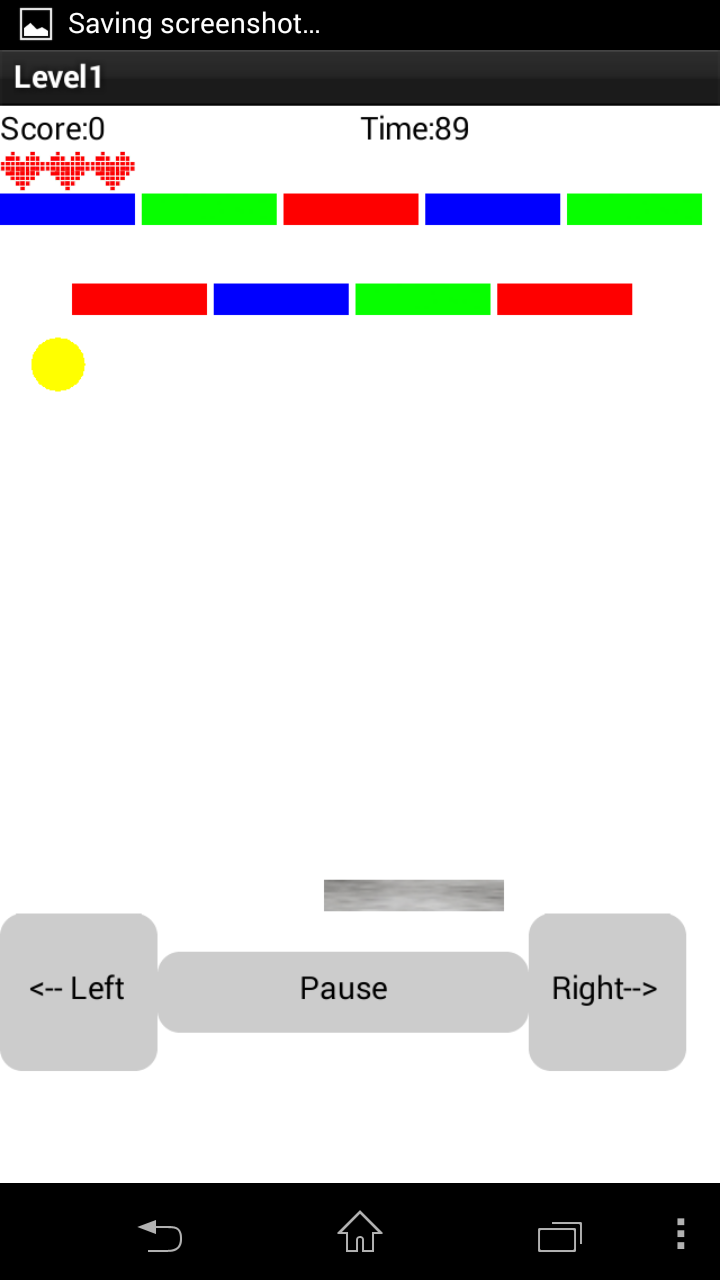 Saving screenshot...
Level1
Score:0 Time:89
<-- Left Pause Right-->